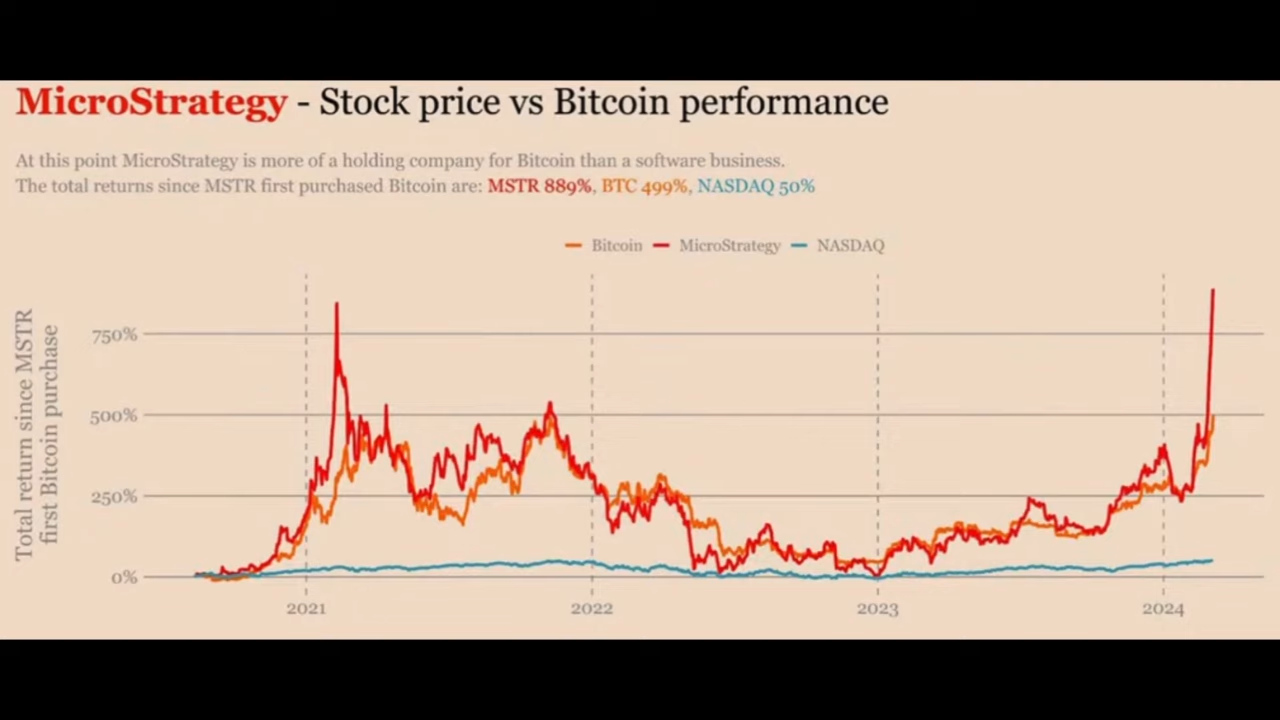 MicroStrategy - Stock price vs Bitcoin performance
At this point MicroStrategy is more of a holding company for Bitcoin than a software business.
The total returns since MSTR first purchased Bitcoin are: MSTR 889%, BTC 499%, NASDAQ 50%
Bitcoin MicroStrategy NASDAQ
Total return since MSTR
first Bitcoin purchase
750%
500%
250%
0%
2021 2022 2023 2024